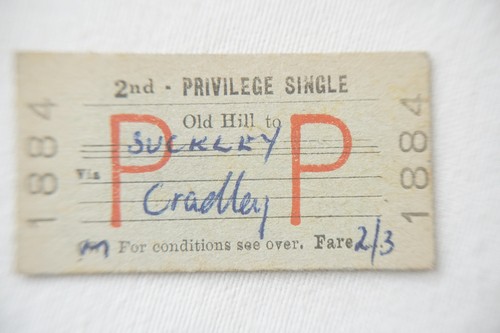 2nd - PRIVILEGE SINGLE
Old Hill to
SUCKLEY
Via
Cradley
P P
M For conditions see over. Fare 2/3
1884
1884